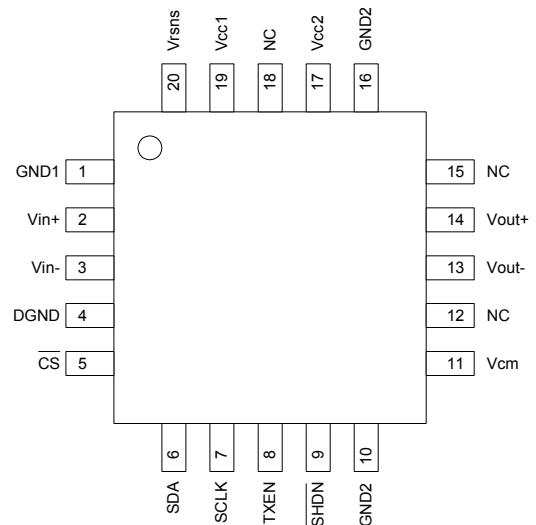 Vrsns
Vcc1
NC
Vcc2
GND2
20
19
18
17
16
GND1 1
Vin+ 2
Vin- 3
DGND 4
CS 5
15 NC
14 Vout+
13 Vout-
12 NC
11 Vcm
6
7
8
9
10
SDA
SCLK
TXEN
SHDN
GND2